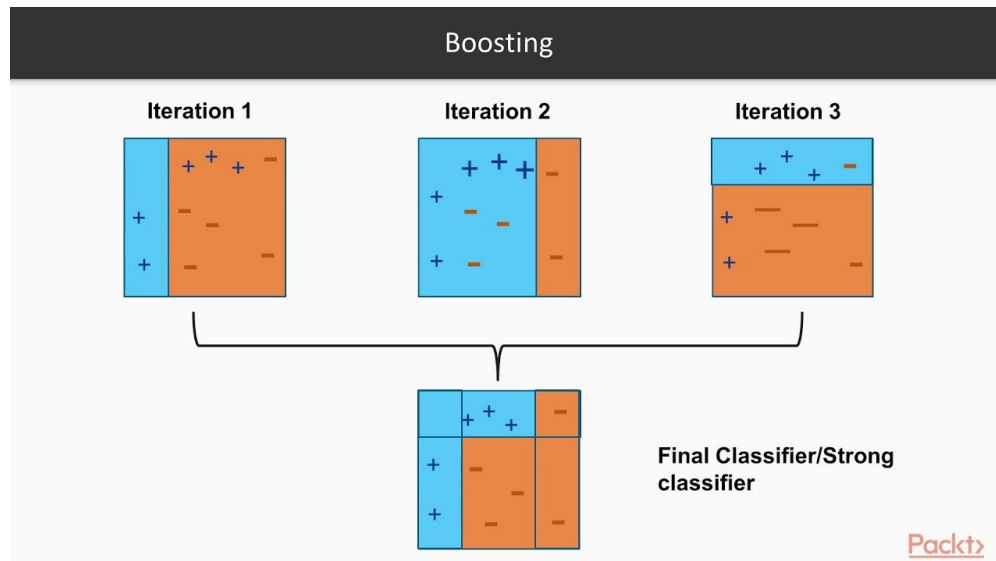 Boosting
Iteration 1
Iteration 2
Iteration 3
Final Classifier/Strong
classifier
Packt>